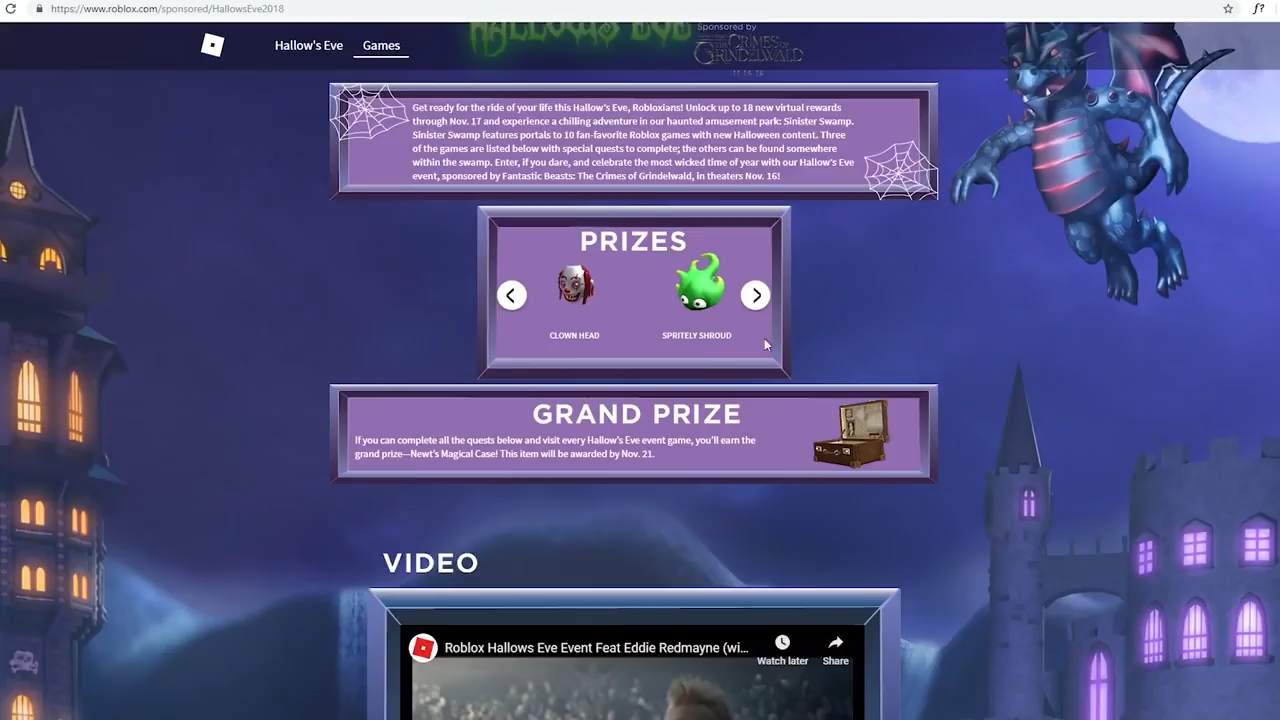 https://www.roblox.com/sponsored/HallowsEve2018
f?
HALLOWS EVE
Sponsored by
THE CRIMES OF
GRINDELWALD
11.16.18
Hallow's Eve
Games
Get ready for the ride of your life this Hallow's Eve, Robloxians! Unlock up to 18 new virtual rewards
through Nov. 17 and experience a chilling adventure in our haunted amusement park: Sinister Swamp.
Sinister Swamp features portals to 10 fan-favorite Roblox games with new Halloween content. Three
of the games are listed below with special quests to complete; the others can be found somewhere
within the swamp. Enter, if you dare, and celebrate the most wicked time of year with our Hallow's Eve
event, sponsored by Fantastic Beasts: The Crimes of Grindelwald, in theaters Nov. 16!
PRIZES
CLOWN HEAD
SPRITELY SHROUD
GRAND PRIZE
If you can complete all the quests below and visit every Hallow's Eve event game, you'll earn the
grand prize—Newt's Magical Case! This item will be awarded by Nov. 21.
VIDEO
Roblox Hallows Eve Event Feat Eddie Redmayne (wi...
Watch later
Share